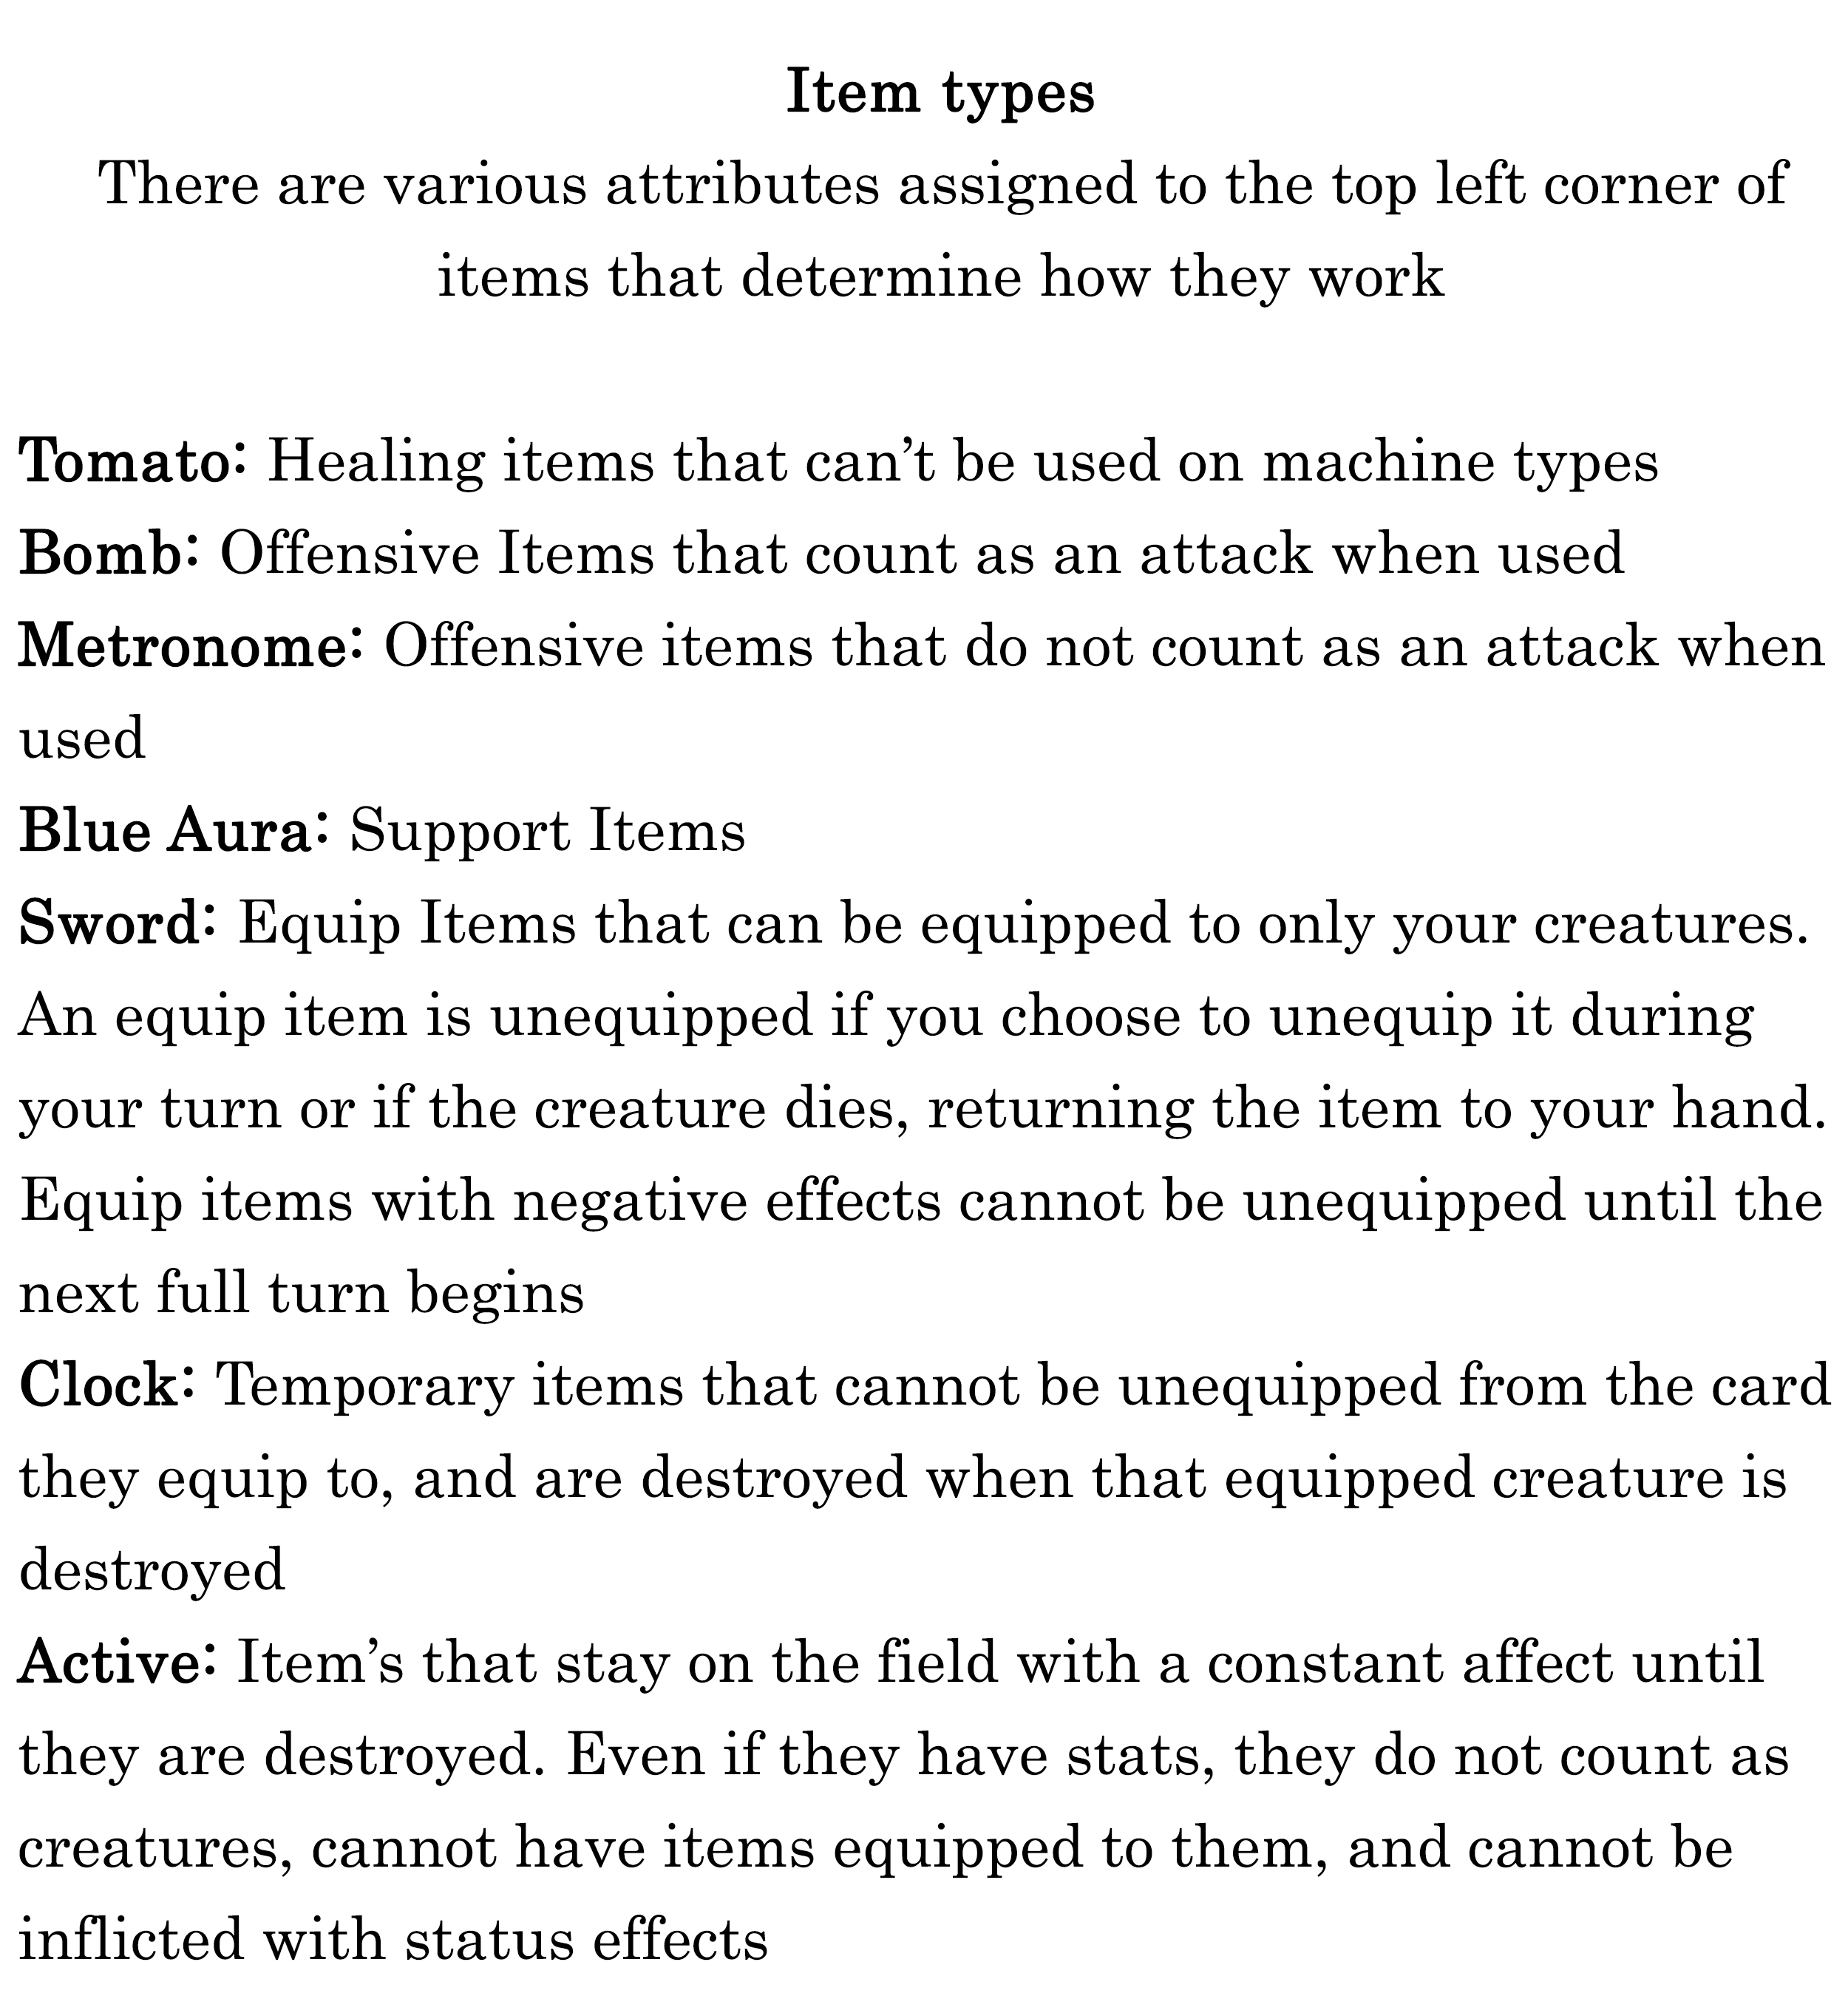 Item types
There are various attributes assigned to the top left corner of
items that determine how they work
Tomato: Healing items that can’t be used on machine types
Bomb: Offensive Items that count as an attack when used
Metronome: Offensive items that do not count as an attack when
used
Blue Aura: Support Items
Sword: Equip Items that can be equipped to only your creatures.
An equip item is unequipped if you choose to unequip it during
your turn or if the creature dies, returning the item to your hand.
Equip items with negative effects cannot be unequipped until the
next full turn begins
Clock: Temporary items that cannot be unequipped from the card
they equip to, and are destroyed when that equipped creature is
destroyed
Active: Item’s that stay on the field with a constant affect until
they are destroyed. Even if they have stats, they do not count as
creatures, cannot have items equipped to them, and cannot be
inflicted with status effects